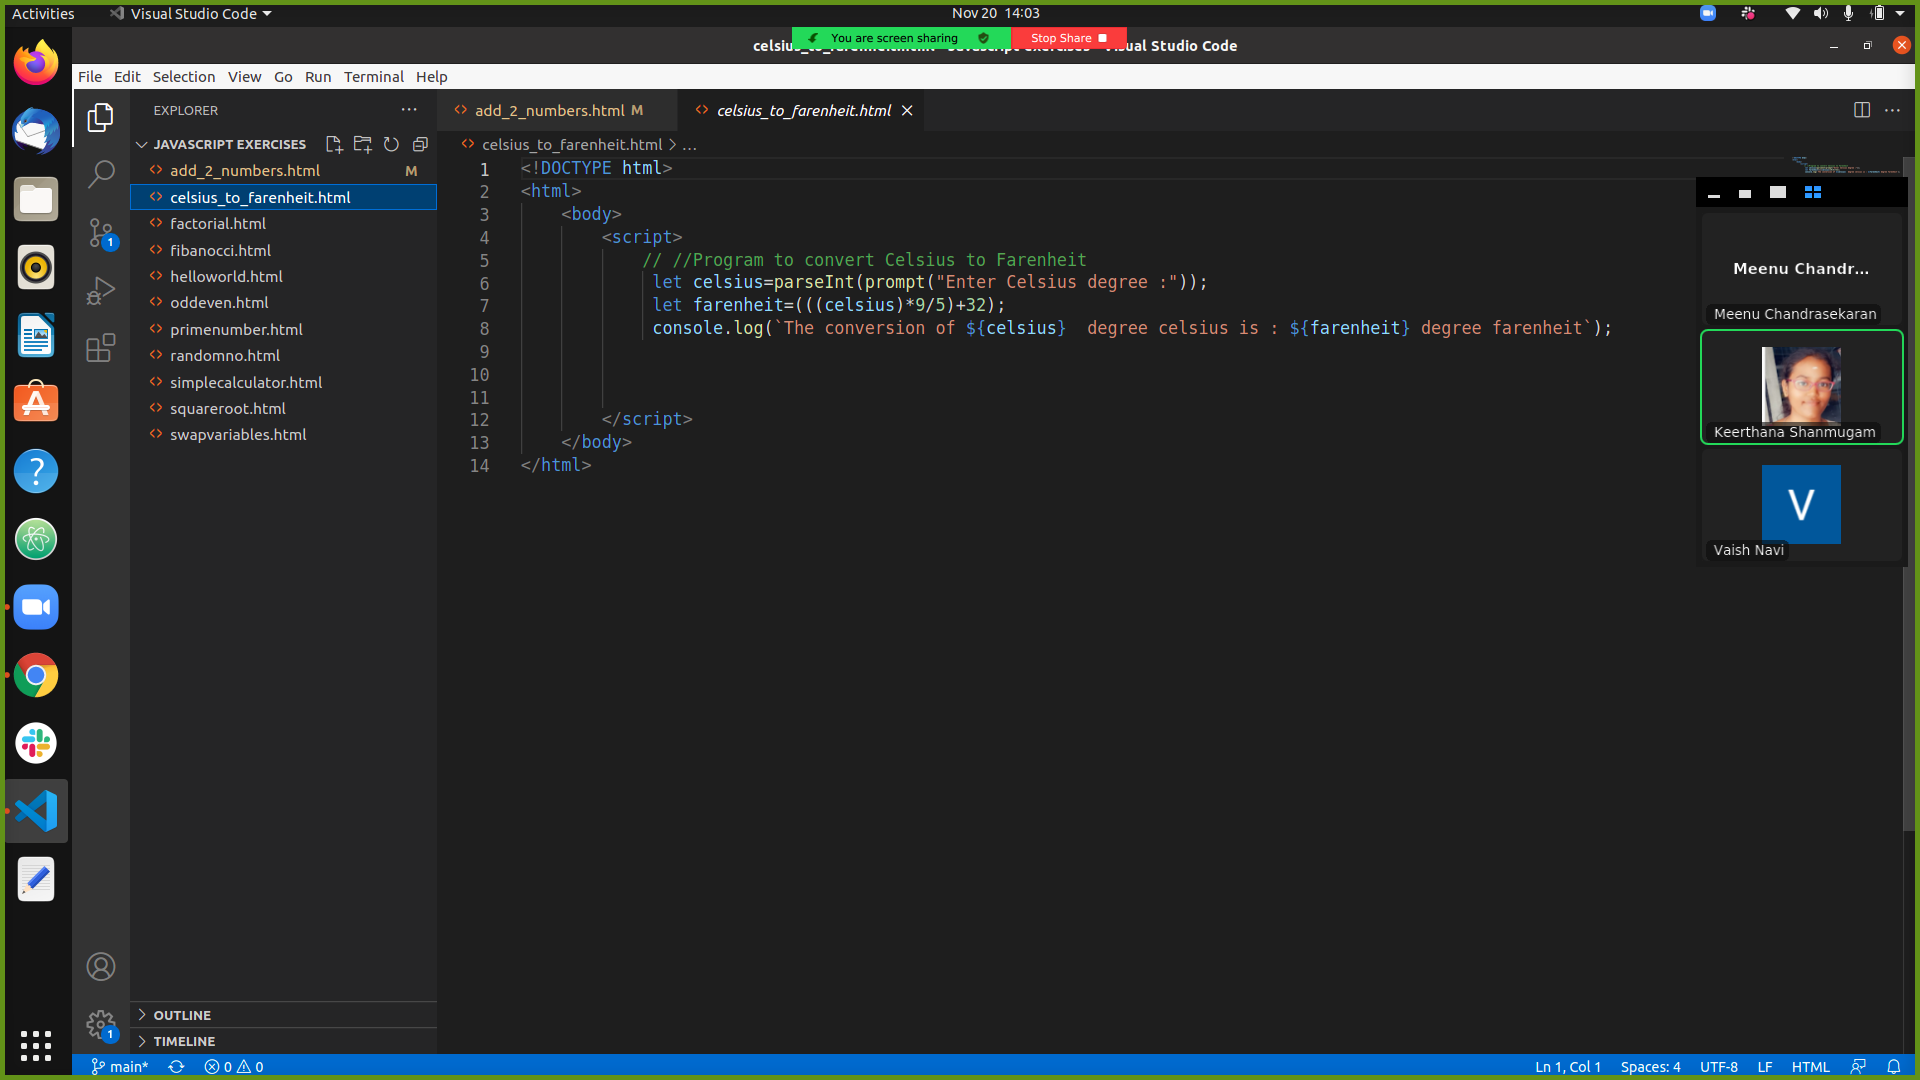 Activities
Visual Studio Code
Nov 20 14:03
You are screen sharing
Stop Share
Visual Studio Code
File Edit Selection View Go Run Terminal Help
EXPLORER
JAVASCRIPT EXERCISES
add_2_numbers.html M
celsius_to_farenheit.html
factorial.html
fibanocci.html
helloworld.html
oddeven.html
primenumber.html
randomno.html
simplecalculator.html
squareroot.html
swapvariables.html
OUTLINE
TIMELINE
add_2_numbers.html M
celsius_to_farenheit.html
celsius_to_farenheit.html > ...
1 <!DOCTYPE html>
2 <html>
3 <body>
4 <script>
5 // //Program to convert Celsius to Farenheit
6 let celsius=parseInt(prompt("Enter Celsius degree :"));
7 let farenheit=(((celsius)*9/5)+32);
8 console.log(`The conversion of ${celsius}  degree celsius is : ${farenheit} degree farenheit`);
9
10
11
12 </script>
13 </body>
14 </html>
Meenu Chandr...
Meenu Chandrasekaran
Keerthana Shanmugam
V
Vaish Navi
1
1
main* 0 0
Ln 1, Col 1 Spaces: 4 UTF-8 LF HTML